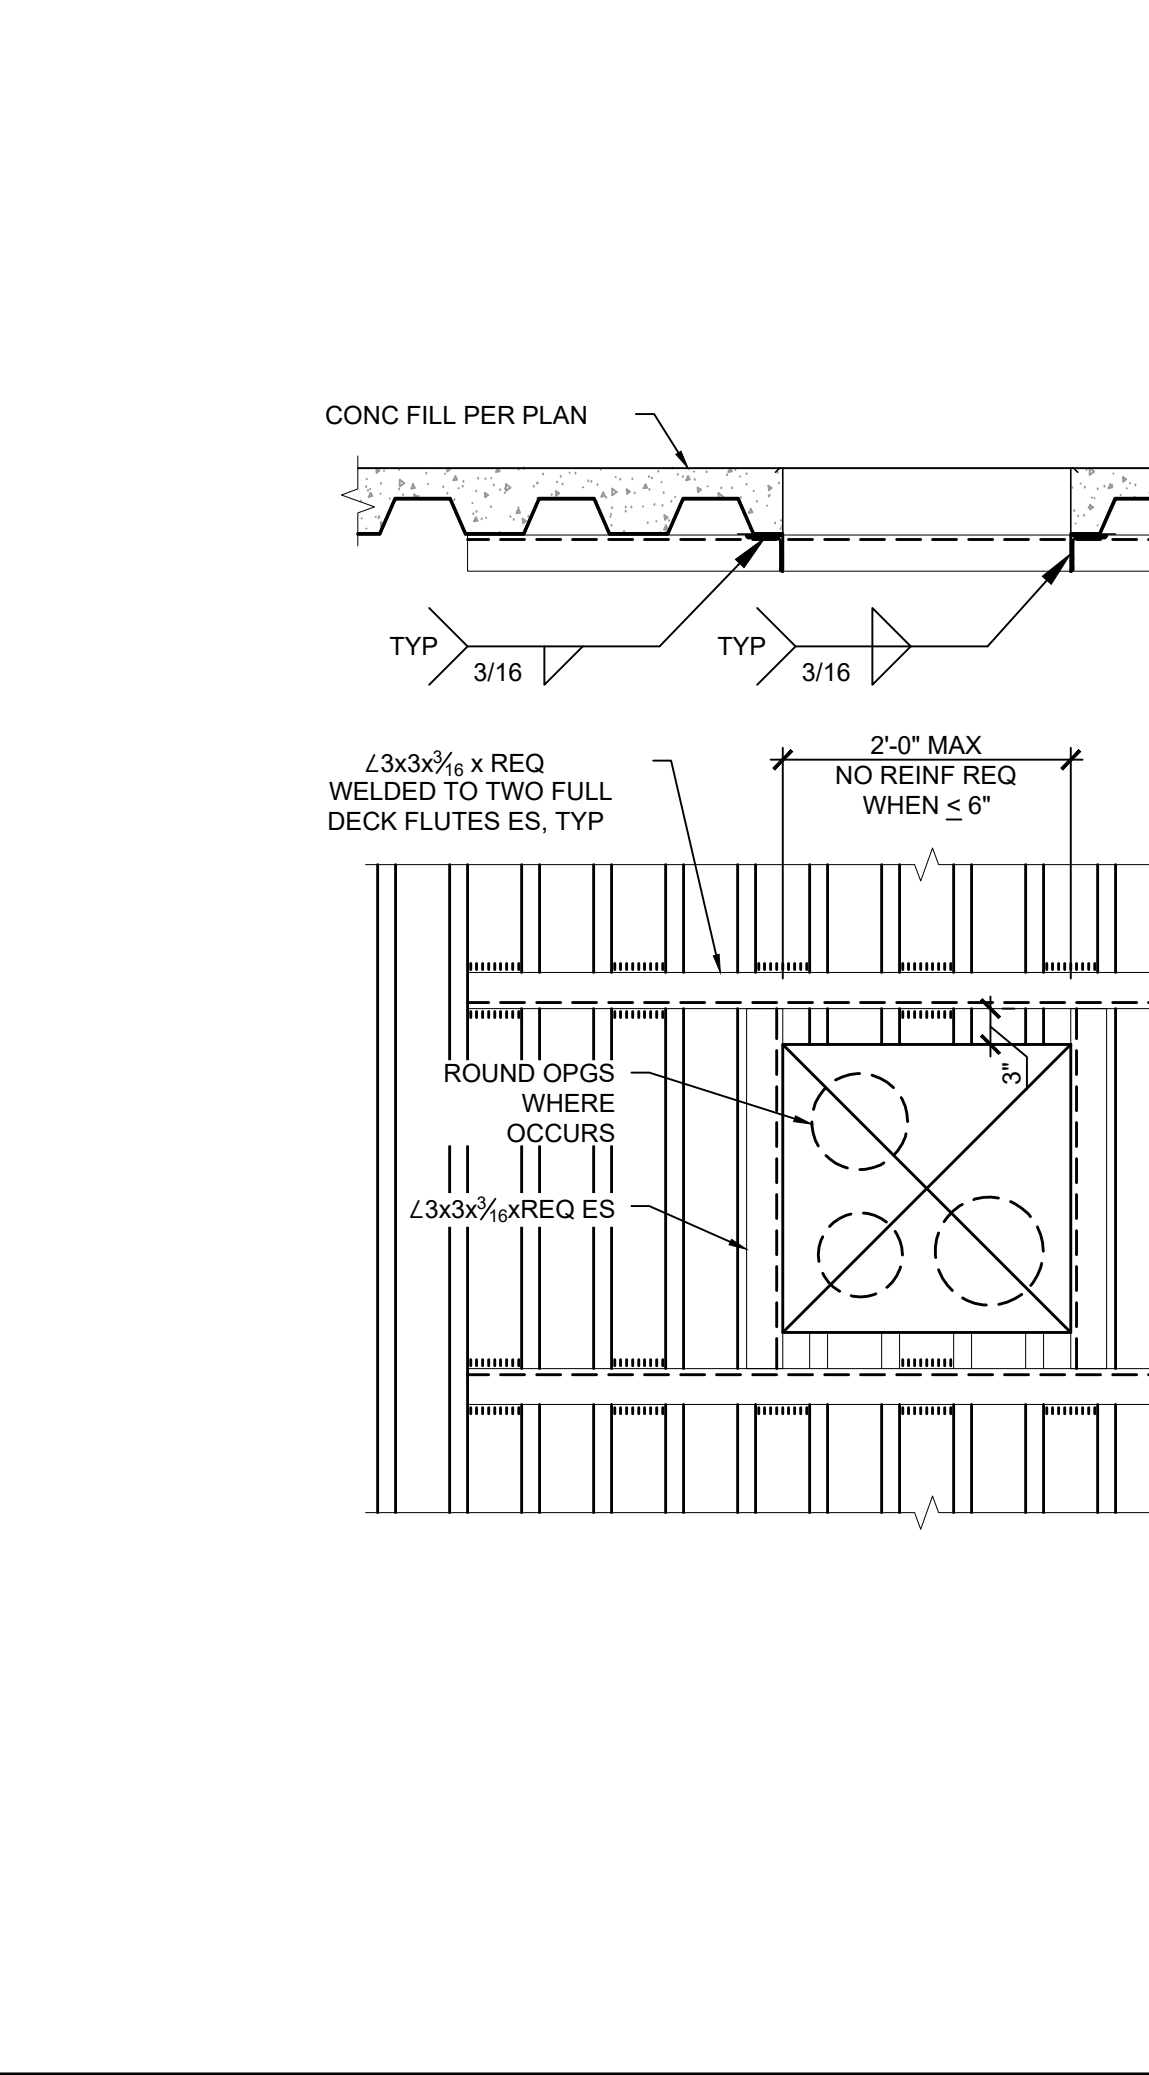 CONC FILL PER PLAN
TYP
3/16
TYP
3/16
∠3x3x3⁄16 x REQ
WELDED TO TWO FULL
DECK FLUTES ES, TYP
2'-0" MAX
NO REINF REQ
WHEN ≤ 6"
3"
ROUND OPGS
WHERE
OCCURS
∠3x3x3⁄16xREQ ES